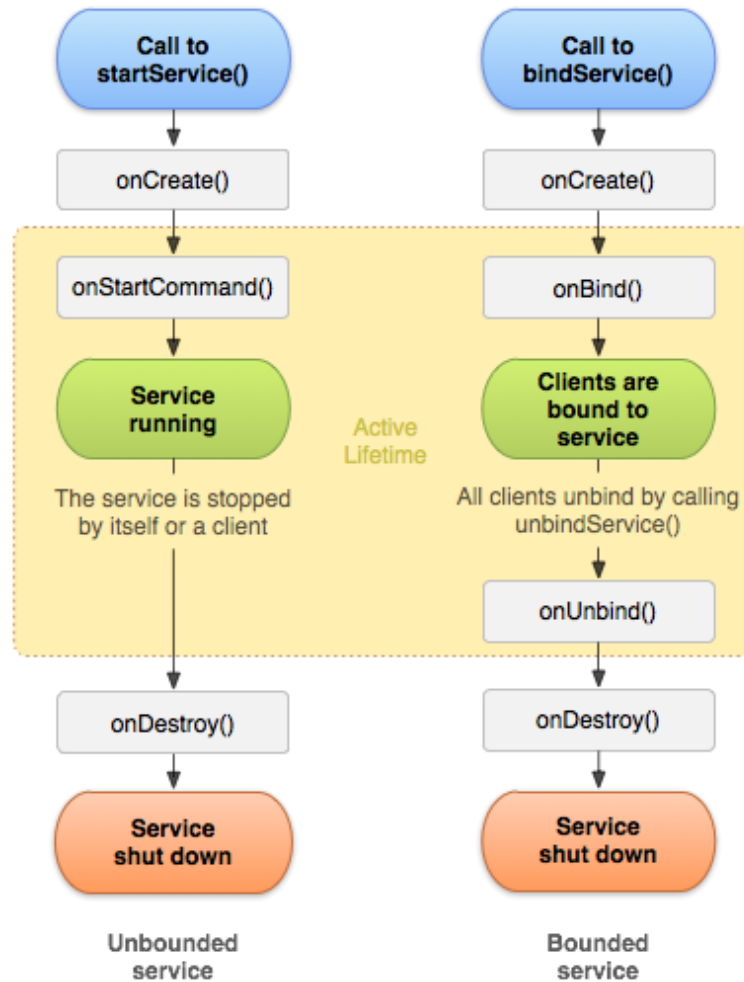 Call to
startService()
onCreate()
onStartCommand()
Service
running
The service is stopped
by itself or a client
onDestroy()
Service
shut down
Unbounded
service
Active
Lifetime
Call to
bindService()
onCreate()
onBind()
Clients are
bound to
service
All clients unbind by calling
unbindService()
onUnbind()
onDestroy()
Service
shut down
Bounded
service